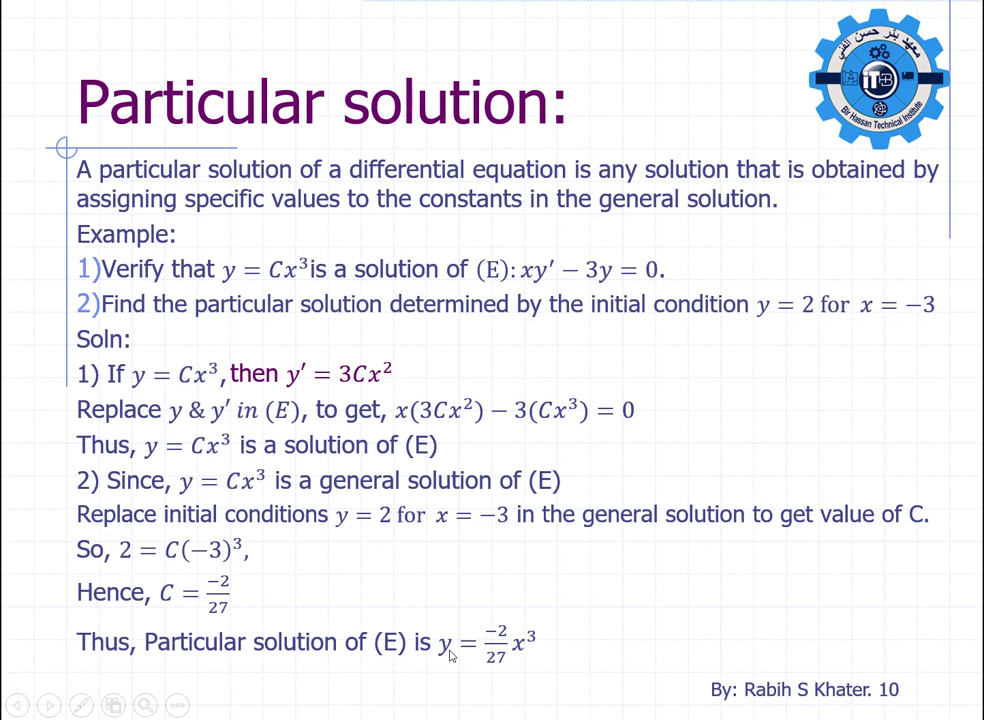 معهد بئر حسن الفني
iTB
Bir Hassan Technical Institute
Particular solution:
A particular solution of a differential equation is any solution that is obtained by
assigning specific values to the constants in the general solution.
Example:
1)Verify that y = Cx³is a solution of (E): xy′ − 3y = 0.
2)Find the particular solution determined by the initial condition y = 2 for x = −3
Soln:
1) If y = Cx³, then y′ = 3Cx²
Replace y & y′ in (E), to get, x(3Cx²) − 3(Cx³) = 0
Thus, y = Cx³ is a solution of (E)
2) Since, y = Cx³ is a general solution of (E)
Replace initial conditions y = 2 for x = −3 in the general solution to get value of C.
So, 2 = C(−3)³,
Hence, C = −2/27
Thus, Particular solution of (E) is y = −2/27 x³
By: Rabih S Khater. 10